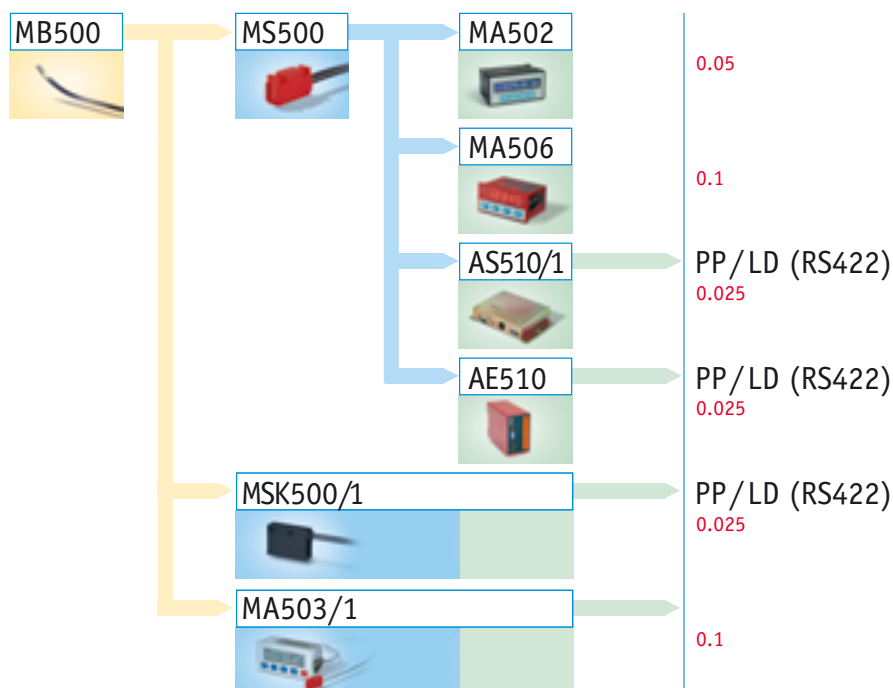 MB500
MS500
MA502
0.05
MA506
0.1
AS510/1
PP/LD (RS422)
0.025
AE510
PP/LD (RS422)
0.025
MSK500/1
PP/LD (RS422)
0.025
MA503/1
0.1